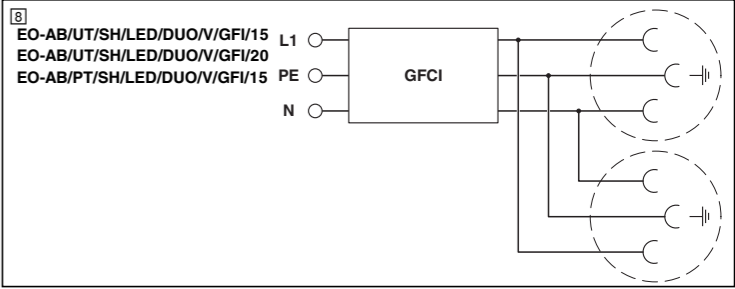 8
EO-AB/UT/SH/LED/DUO/V/GFI/15
EO-AB/UT/SH/LED/DUO/V/GFI/20
EO-AB/PT/SH/LED/DUO/V/GFI/15
L1
PE
N
GFCI